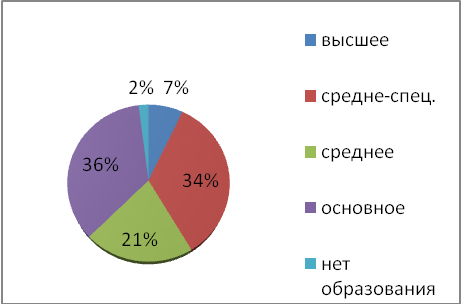 2% 7%
34%
21%
36%
высшее
средне-спец.
среднее
основное
нет
образования